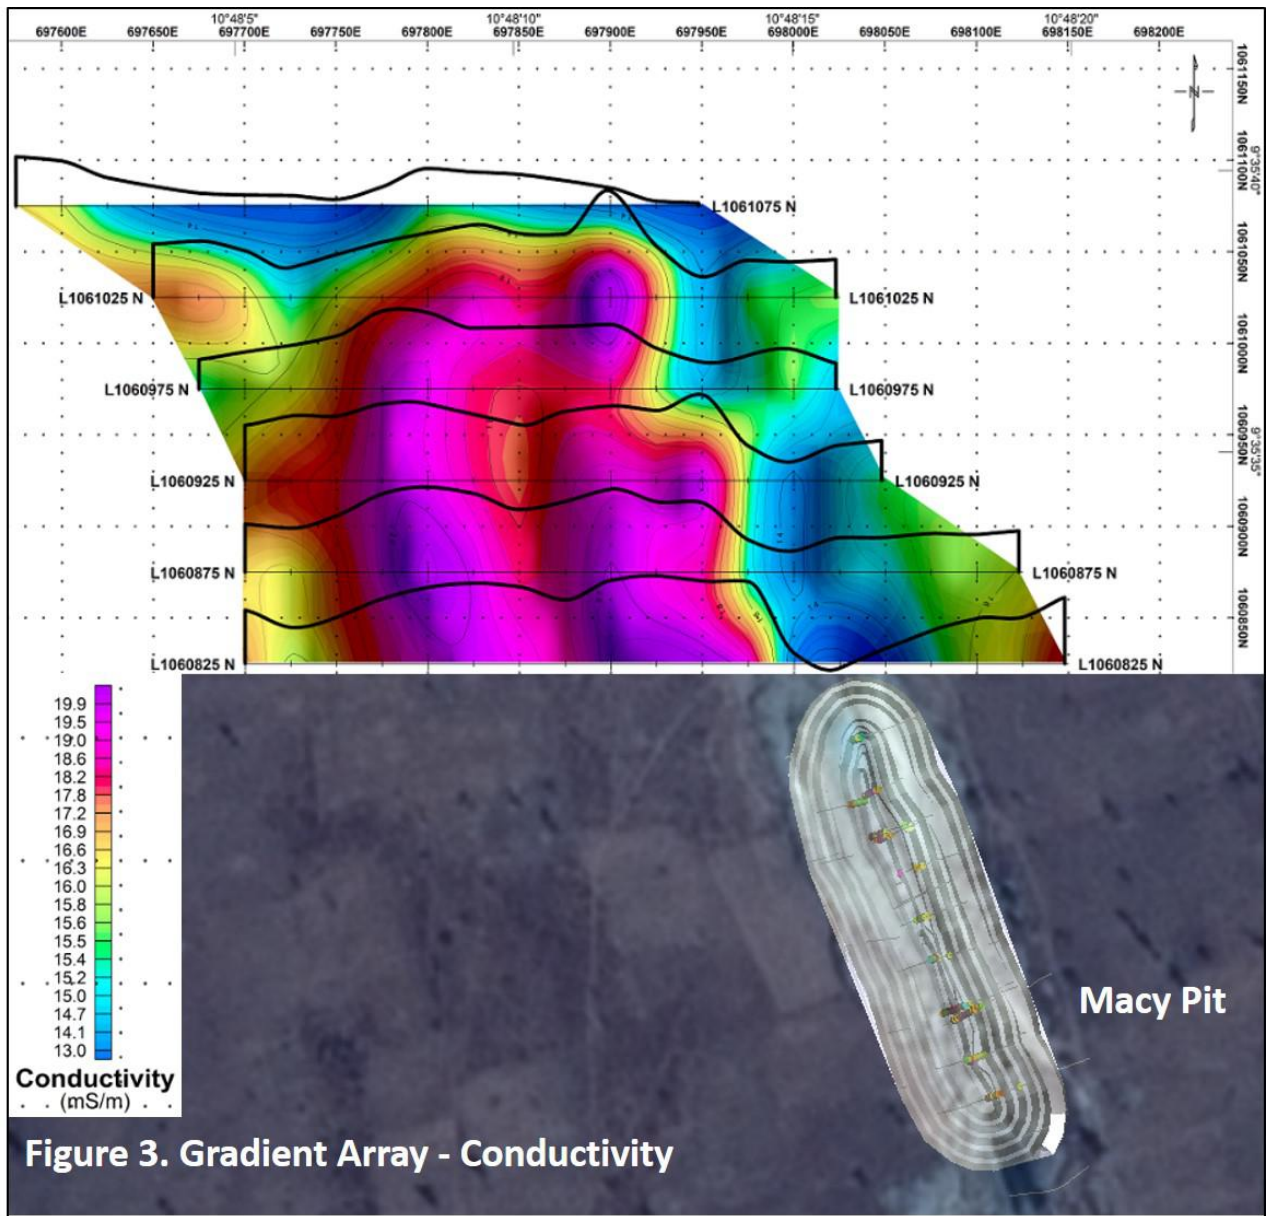 10°48'5" 10°48'10" 10°48'15" 10°48'20"
697600E 697650E 697700E 697750E 697800E 697850E 697900E 697950E 698000E 698050E 698100E 698150E 698200E
1061150N
N
1061100N
9°35'40"
L1061075 N
1061050N
L1061025 N L1061025 N
1061000N
L1060975 N L1060975 N
1060950N
9°35'35"
L1060925 N L1060925 N
1060900N
L1060875 N L1060875 N
1060850N
L1060825 N L1060825 N
19.9
19.5
19.0
18.6
18.2
17.8
17.2
16.9
16.6
16.3
16.0
15.8
15.6
15.5
15.4
15.2
15.0
14.7
14.1
13.0
Conductivity
(mS/m)
Macy Pit
Figure 3. Gradient Array - Conductivity